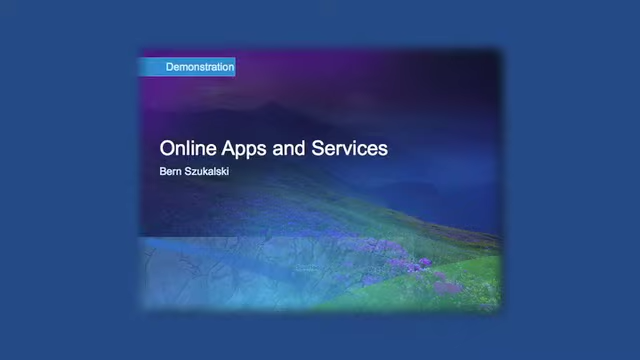 Demonstration
Online Apps and Services
Bern Szukalski